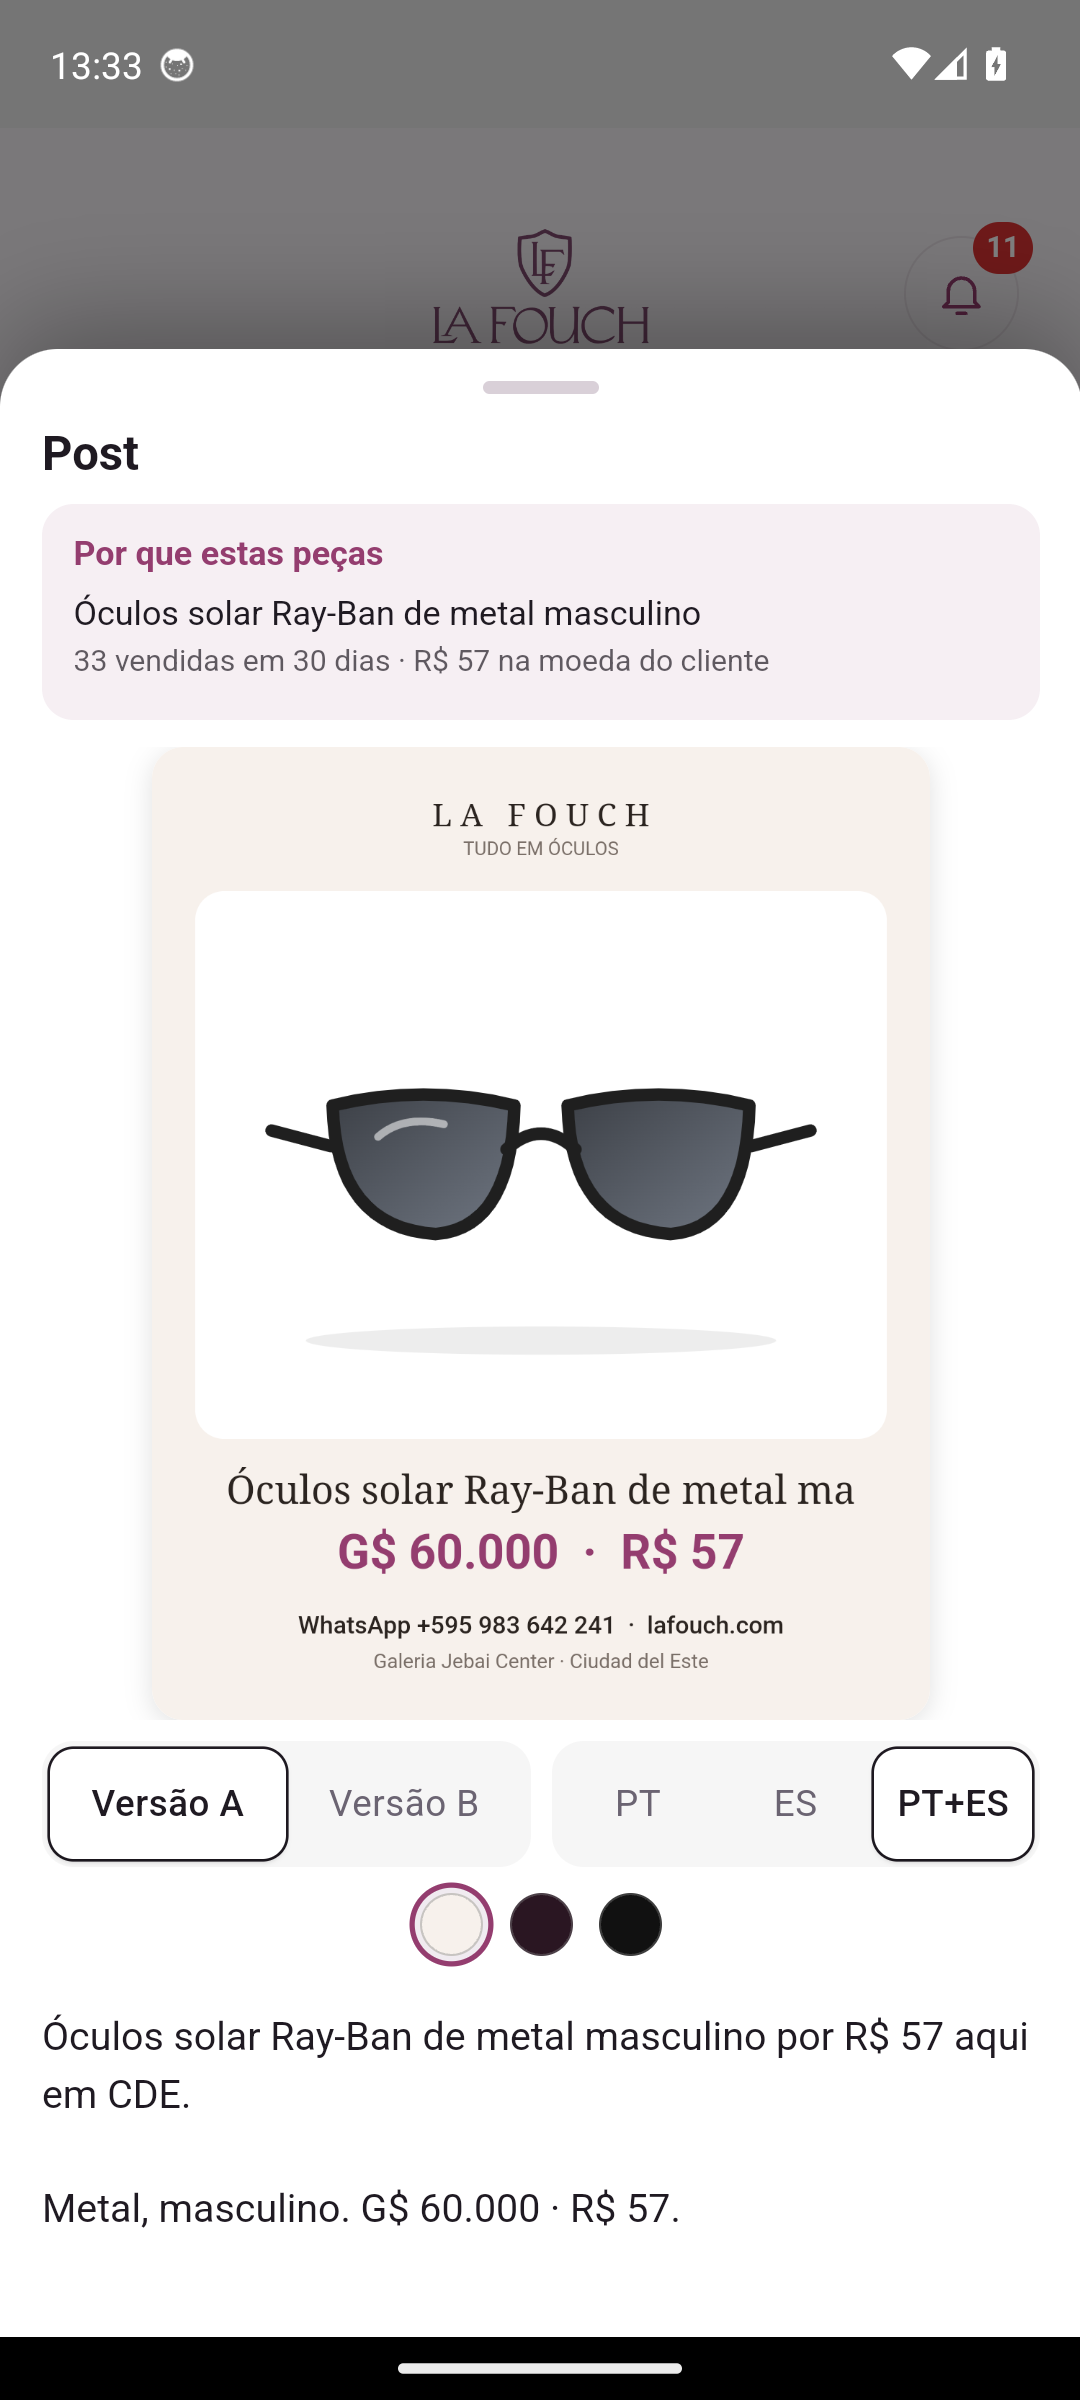 13:33
11
LF
LA FOUCH
Post
Por que estas peças
Óculos solar Ray-Ban de metal masculino
33 vendidas em 30 dias · R$ 57 na moeda do cliente
LA FOUCH
TUDO EM ÓCULOS
Óculos solar Ray-Ban de metal ma
G$ 60.000 · R$ 57
WhatsApp +595 983 642 241 · lafouch.com
Galeria Jebai Center · Ciudad del Este
Versão A Versão B PT ES PT+ES
Óculos solar Ray-Ban de metal masculino por R$ 57 aqui
em CDE.
Metal, masculino. G$ 60.000 · R$ 57.